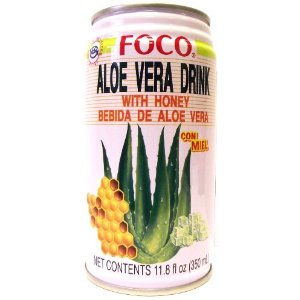 FOCO
ALOE VERA DRINK
WITH HONEY
BEBIDA DE ALOE VERA
CON
MIEL
NET CONTENTS 11.8 fl oz (350 mL)